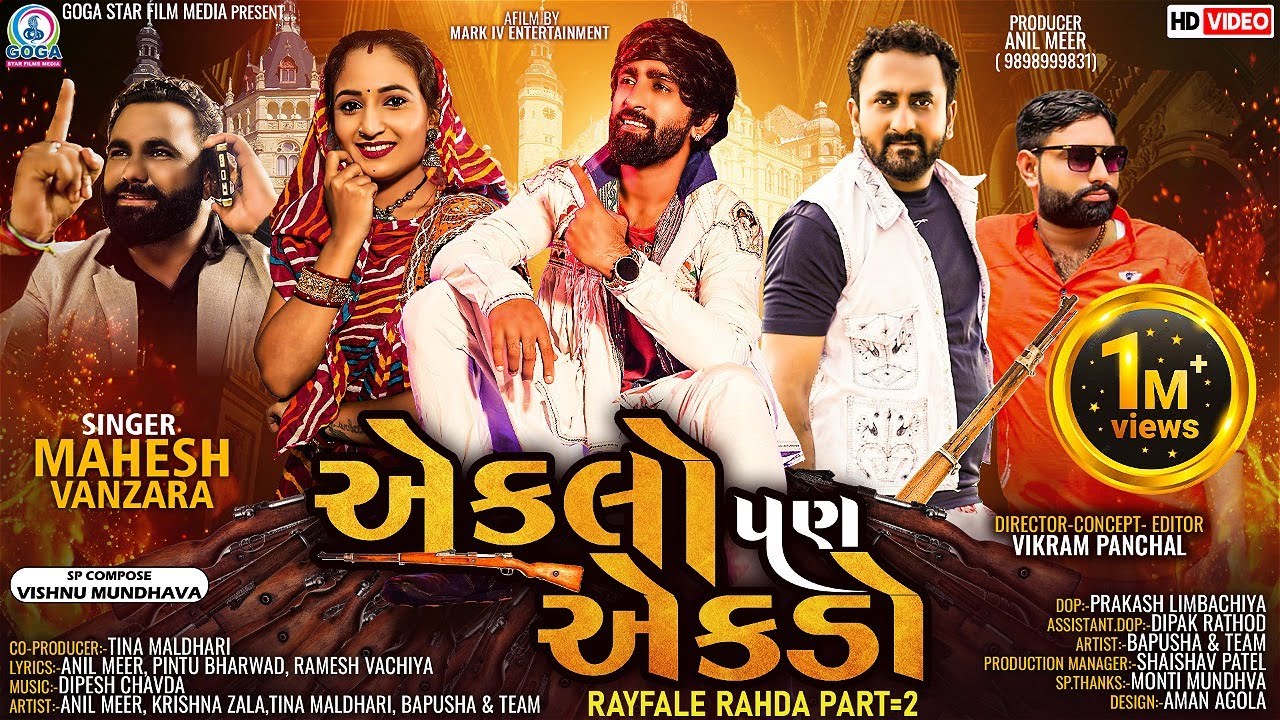 GOGA STAR FILM MEDIA PRESENT
GOGA
STAR FILMS MEDIA
AFILM BY
MARK IV ENTERTAINMENT
PRODUCER
ANIL MEER
( 9898999831)
HD VIDEO
1M+
views
SINGER
MAHESH
VANZARA
એકલો પણ
એકડો
RAYFALE RAHDA PART=2
SP COMPOSE
VISHNU MUNDHAVA
CO-PRODUCER:-TINA MALDHARI
LYRICS:-ANIL MEER, PINTU BHARWAD, RAMESH VACHIYA
MUSIC:-DIPESH CHAVDA
ARTIST:-ANIL MEER, KRISHNA ZALA,TINA MALDHARI, BAPUSHA & TEAM
DIRECTOR-CONCEPT- EDITOR
VIKRAM PANCHAL
DOP:-PRAKASH LIMBACHIYA
ASSISTANT.DOP:-DIPAK RATHOD
ARTIST:-BAPUSHA & TEAM
PRODUCTION MANAGER:-SHAISHAV PATEL
SP.THANKS:-MONTI MUNDHVA
DESIGN:-AMAN AGOLA